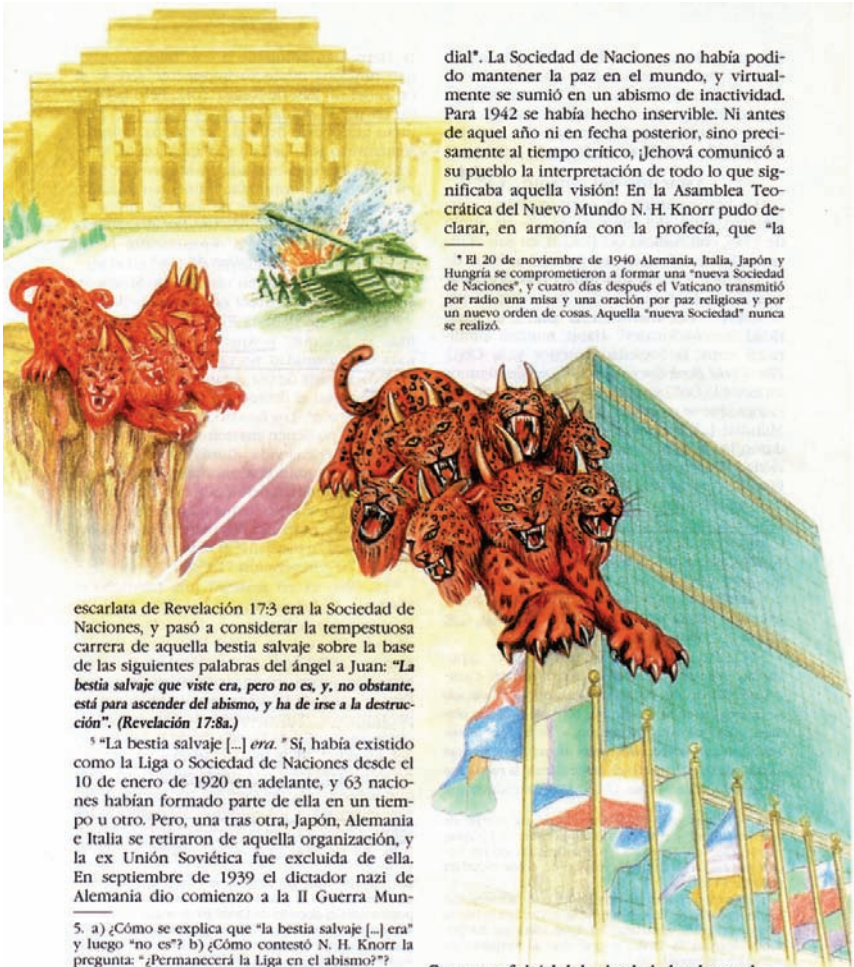 escarlata de Revelación 17:3 era la Sociedad de
Naciones, y pasó a considerar la tempestuosa
carrera de aquella bestia salvaje sobre la base
de las siguientes palabras del ángel a Juan: “La
bestia salvaje que viste era, pero no es, y, no obstante,
está para ascender del abismo, y ha de irse a la destruc-
ción”. (Revelación 17:8a.)
⁵ “La bestia salvaje [...] era.” Sí, había existido
como la Liga o Sociedad de Naciones desde el
10 de enero de 1920 en adelante, y 63 nacio-
nes habían formado parte de ella en un tiem-
po u otro. Pero, una tras otra, Japón, Alemania
e Italia se retiraron de aquella organización, y
la ex Unión Soviética fue excluida de ella.
En septiembre de 1939 el dictador nazi de
Alemania dio comienzo a la II Guerra Mun-
5. a) ¿Cómo se explica que “la bestia salvaje [...] era”
y luego “no es”? b) ¿Cómo contestó N. H. Knorr la
pregunta: “¿Permanecerá la Liga en el abismo?”?
dial*. La Sociedad de Naciones no había podi-
do mantener la paz en el mundo, y virtual-
mente se sumió en un abismo de inactividad.
Para 1942 se había hecho inservible. Ni antes
de aquel año ni en fecha posterior, sino preci-
samente al tiempo crítico, ¡Jehová comunicó a
su pueblo la interpretación de todo lo que sig-
nificaba aquella visión! En la Asamblea Teo-
crática del Nuevo Mundo N. H. Knorr pudo de-
clarar, en armonía con la profecía, que “la
* El 20 de noviembre de 1940 Alemania, Italia, Japón y
Hungría se comprometieron a formar una “nueva Sociedad
de Naciones”, y cuatro días después el Vaticano transmitió
por radio una misa y una oración por paz religiosa y por
un nuevo orden de cosas. Aquella “nueva Sociedad” nunca
se realizó.